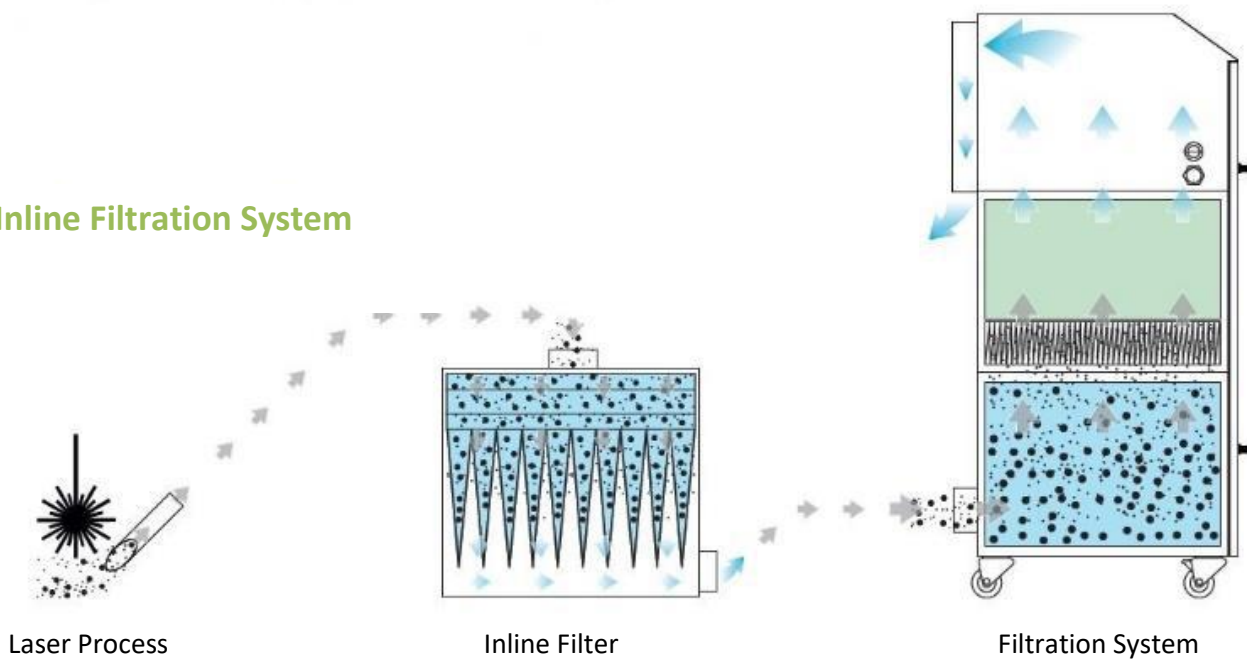 Inline Filtration System
Laser Process
Inline Filter
Filtration System